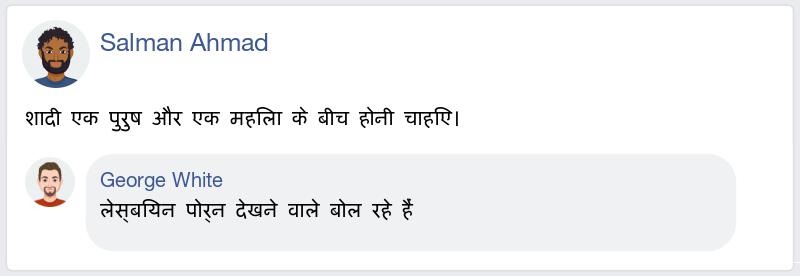 Salman Ahmad
शादी एक पुरुष और एक महिला के बीच होनी चाहिए।
George White
लेस्बियन पोर्न देखने वाले बोल रहे हैं